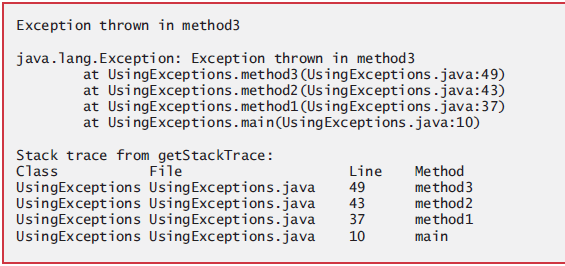 Exception thrown in method3
java.lang.Exception: Exception thrown in method3
at UsingExceptions.method3(UsingExceptions.java:49)
at UsingExceptions.method2(UsingExceptions.java:43)
at UsingExceptions.method1(UsingExceptions.java:37)
at UsingExceptions.main(UsingExceptions.java:10)
Stack trace from getStackTrace:
Class File Line Method
UsingExceptions UsingExceptions.java 49 method3
UsingExceptions UsingExceptions.java 43 method2
UsingExceptions UsingExceptions.java 37 method1
UsingExceptions UsingExceptions.java 10 main